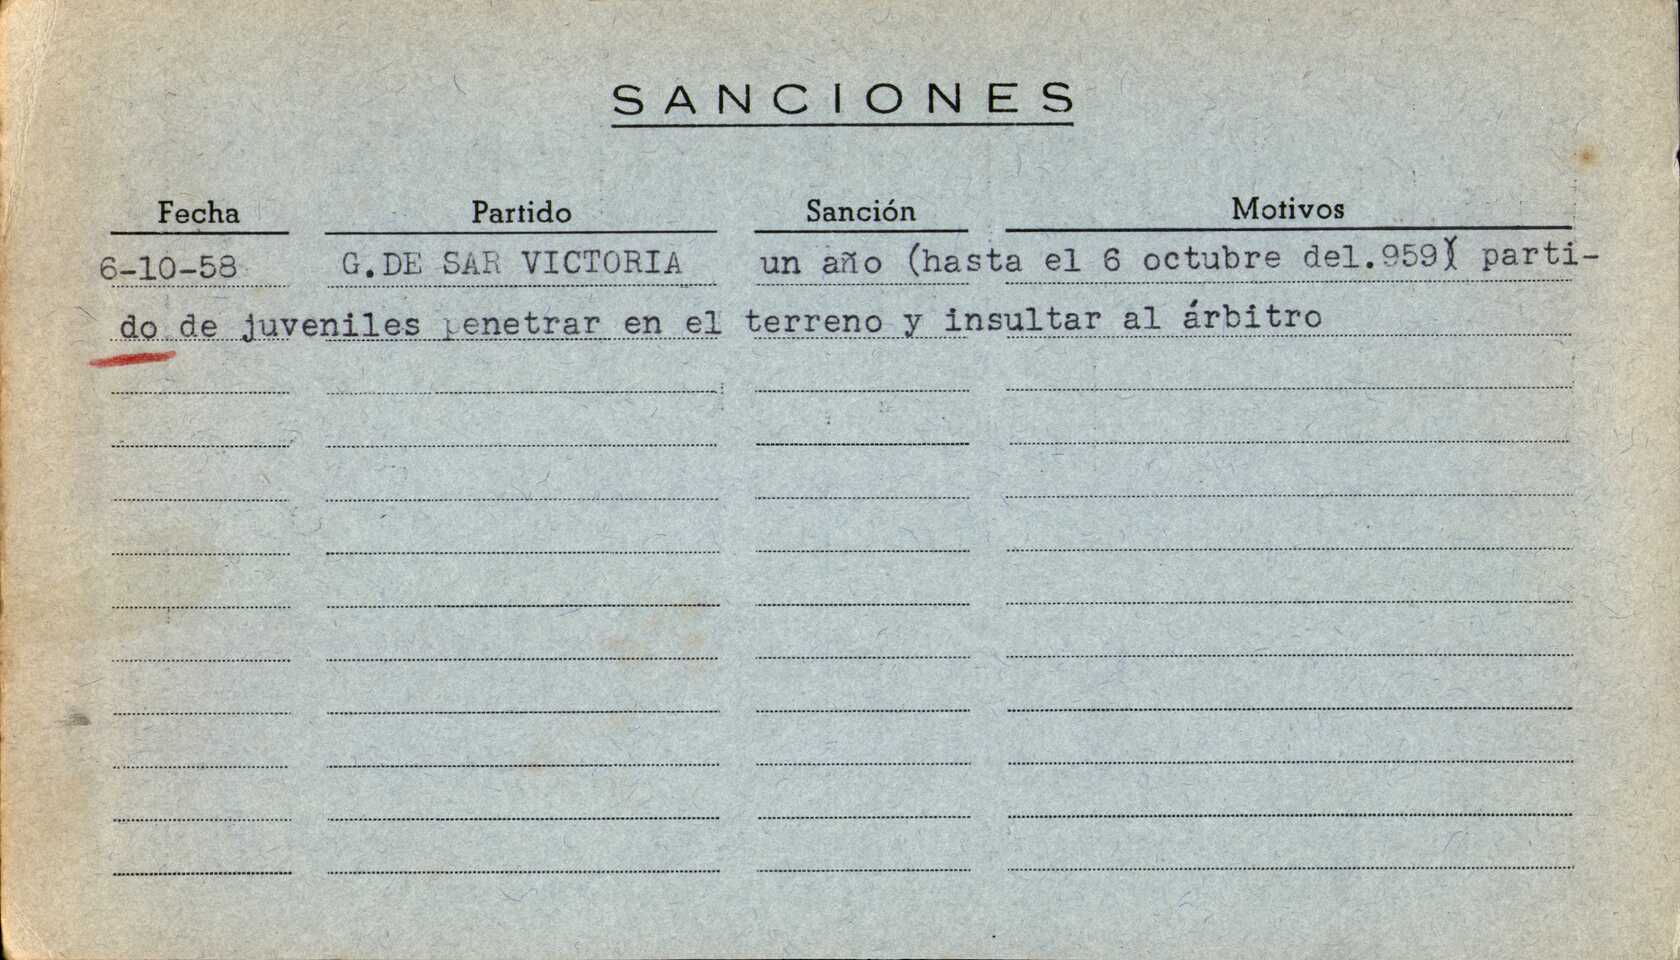 SANCIONES
Fecha Partido Sanción Motivos
6-10-58 G.DE SAR VICTORIA un año (hasta el 6 octubre del.959) parti-
do de juveniles penetrar en el terreno y insultar al árbitro